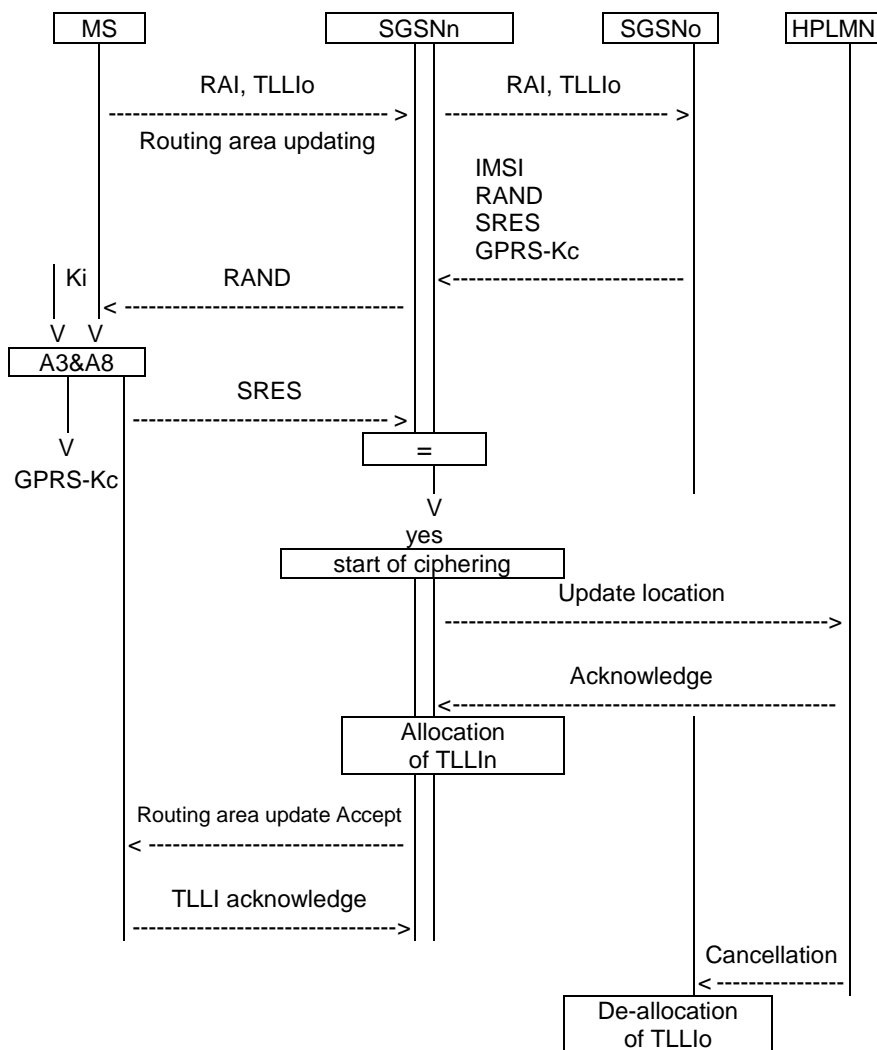 MS
SGSNn
SGSNo
HPLMN
RAI, TLLIo
RAI, TLLIo
Routing area updating
IMSI
RAND
SRES
GPRS-Kc
Ki
RAND
V V
A3&A8
SRES
V
=
GPRS-Kc
V
yes
start of ciphering
Update location
Acknowledge
Allocation
of TLLIn
Routing area update Accept
TLLI acknowledge
Cancellation
De-allocation
of TLLIo